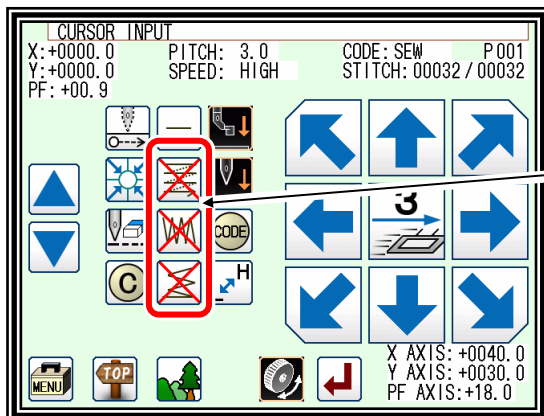 CURSOR INPUT
X:+0000.0 PITCH: 3.0 CODE: SEW P001
Y:+0000.0 SPEED: HIGH STITCH: 00032/00032
PF: +00.9
3
CODE
C
H
X AXIS: +0040.0
Y AXIS: +0030.0
PF AXIS:+18.0
MENU
TOP